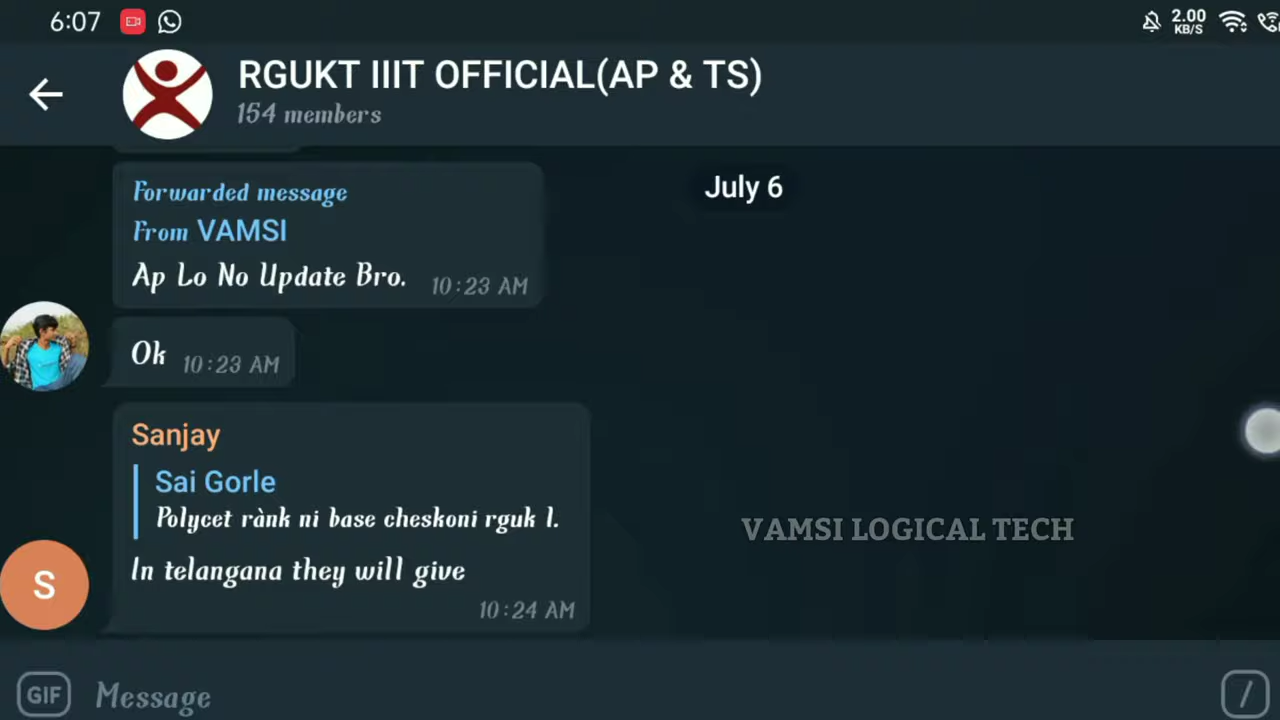 6:07
2.00
KB/S
RGUKT IIIT OFFICIAL(AP & TS)
154 members
July 6
Forwarded message
From VAMSI
Ap Lo No Update Bro. 10:23 AM
Ok 10:23 AM
Sanjay
Sai Gorle
Polycet rànk ni base cheskoni rguk l.
In telangana they will give
10:24 AM
S
VAMSI LOGICAL TECH
GIF Message /